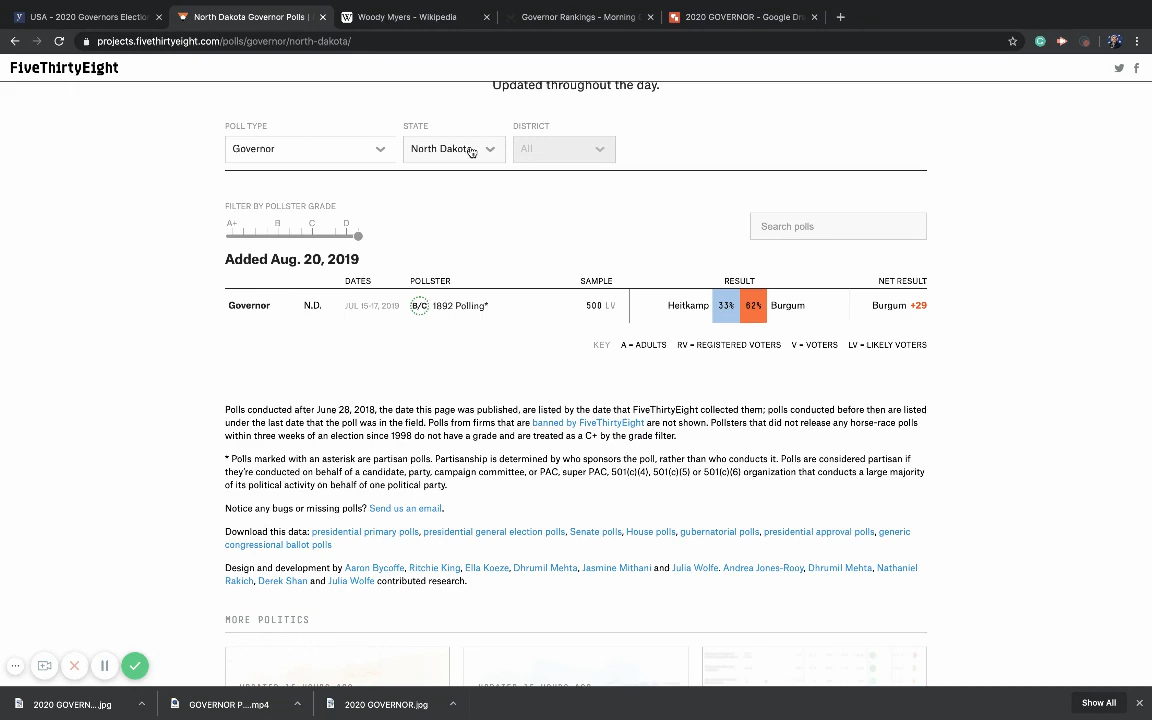 USA - 2020 Governors Election
North Dakota Governor Polls |
Woody Myers - Wikipedia
Governor Rankings - Morning
2020 GOVERNOR - Google Dr
projects.fivethirtyeight.com/polls/governor/north-dakota/
FiveThirtyEight
Updated throughout the day.
POLL TYPE STATE DISTRICT
Governor North Dakota All
FILTER BY POLLSTER GRADE
A+ B C D
Search polls
Added Aug. 20, 2019
DATES POLLSTER SAMPLE RESULT NET RESULT
Governor N.D. JUL 15-17, 2019 B/C 1892 Polling* 500 LV Heitkamp 33% 62% Burgum Burgum +29
KEY A = ADULTS RV = REGISTERED VOTERS V = VOTERS LV = LIKELY VOTERS
Polls conducted after June 28, 2018, the date this page was published, are listed by the date that FiveThirtyEight collected them; polls conducted before then are listed
under the last date that the poll was in the field. Polls from firms that are banned by FiveThirtyEight are not shown. Pollsters that did not release any horse-race polls
within three weeks of an election since 1998 do not have a grade and are treated as a C+ by the grade filter.
* Polls marked with an asterisk are partisan polls. Partisanship is determined by who sponsors the poll, rather than who conducts it. Polls are considered partisan if
they're conducted on behalf of a candidate, party, campaign committee, or PAC, super PAC, 501(c)(4), 501(c)(5) or 501(c)(6) organization that conducts a large majority
of its political activity on behalf of one political party.
Notice any bugs or missing polls? Send us an email.
Download this data: presidential primary polls, presidential general election polls, Senate polls, House polls, gubernatorial polls, presidential approval polls, generic
congressional ballot polls
Design and development by Aaron Bycoffe, Ritchie King, Ella Koeze, Dhrumil Mehta, Jasmine Mithani and Julia Wolfe. Andrea Jones-Rooy, Dhrumil Mehta, Nathaniel
Rakich, Derek Shan and Julia Wolfe contributed research.
MORE POLITICS
2020 GOVERN....jpg
GOVERNOR P....mp4
2020 GOVERNOR.jpg
Show All